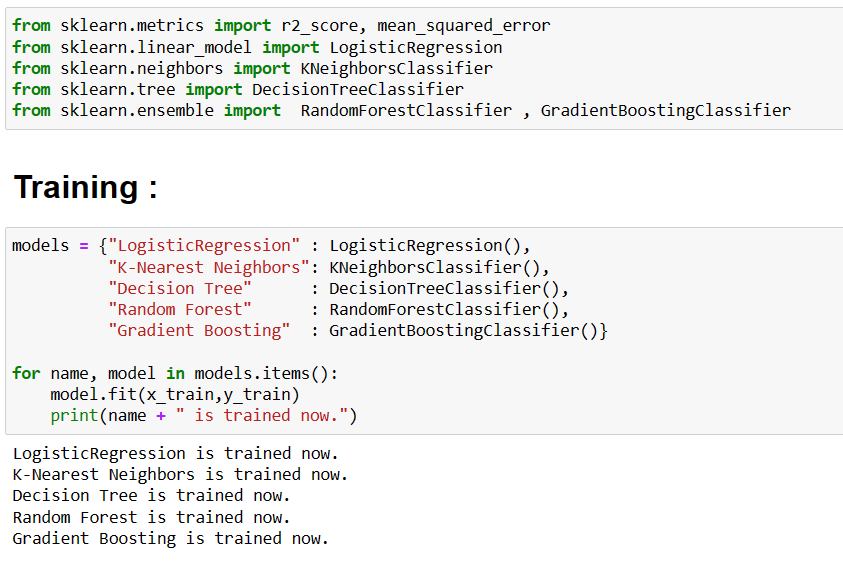 from sklearn.metrics import r2_score, mean_squared_error
from sklearn.linear_model import LogisticRegression
from sklearn.neighbors import KNeighborsClassifier
from sklearn.tree import DecisionTreeClassifier
from sklearn.ensemble import  RandomForestClassifier , GradientBoostingClassifier
Training :
models = {"LogisticRegression" : LogisticRegression(),
          "K-Nearest Neighbors": KNeighborsClassifier(),
          "Decision Tree"      : DecisionTreeClassifier(),
          "Random Forest"      : RandomForestClassifier(),
          "Gradient Boosting"  : GradientBoostingClassifier()}
for name, model in models.items():
    model.fit(x_train,y_train)
    print(name + " is trained now.")
LogisticRegression is trained now.
K-Nearest Neighbors is trained now.
Decision Tree is trained now.
Random Forest is trained now.
Gradient Boosting is trained now.